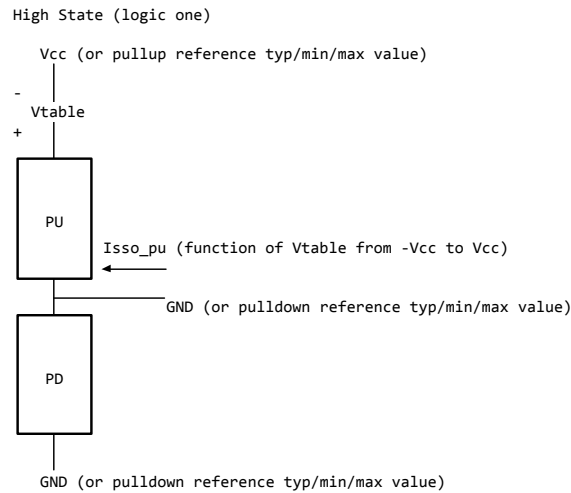 High State (logic one)
Vcc (or pullup reference typ/min/max value)
-
Vtable
+
PU
Isso_pu (function of Vtable from -Vcc to Vcc)
GND (or pulldown reference typ/min/max value)
PD
GND (or pulldown reference typ/min/max value)